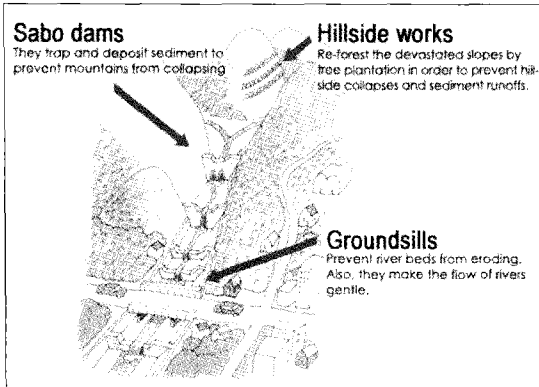 Sabo dams
They trap and deposit sediment to
prevent mountains from collapsing
Hillside works
Re-forest the devastated slopes by
tree plantation in order to prevent hill-
side collapses and sediment runoffs.
Groundsills
Prevent river beds from eroding.
Also, they make the flow of rivers
gentle.